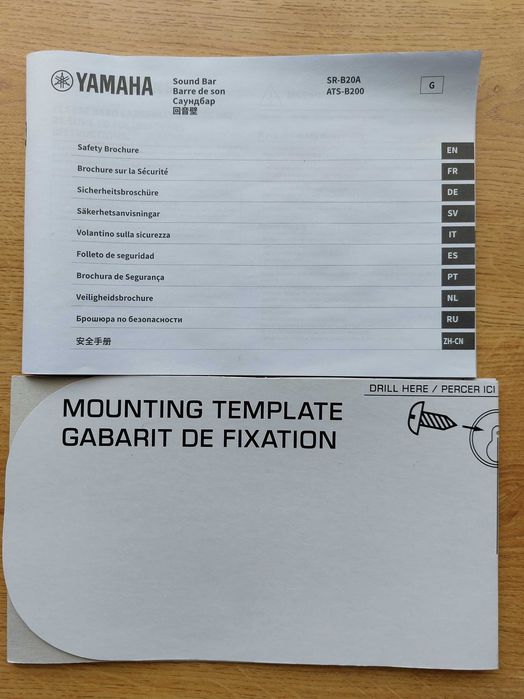 YAMAHA
Sound Bar
Barre de son
Саундбар
回音壁
SR-B20A
ATS-B200
G
Safety Brochure EN
Brochure sur la Sécurité FR
Sicherheitsbroschüre DE
Säkerhetsanvisningar SV
Volantino sulla sicurezza IT
Folleto de seguridad ES
Brochura de Segurança PT
Veiligheidsbrochure NL
Брошюра по безопасности RU
安全手册 ZH-CN
DRILL HERE / PERCER ICI
MOUNTING TEMPLATE
GABARIT DE FIXATION